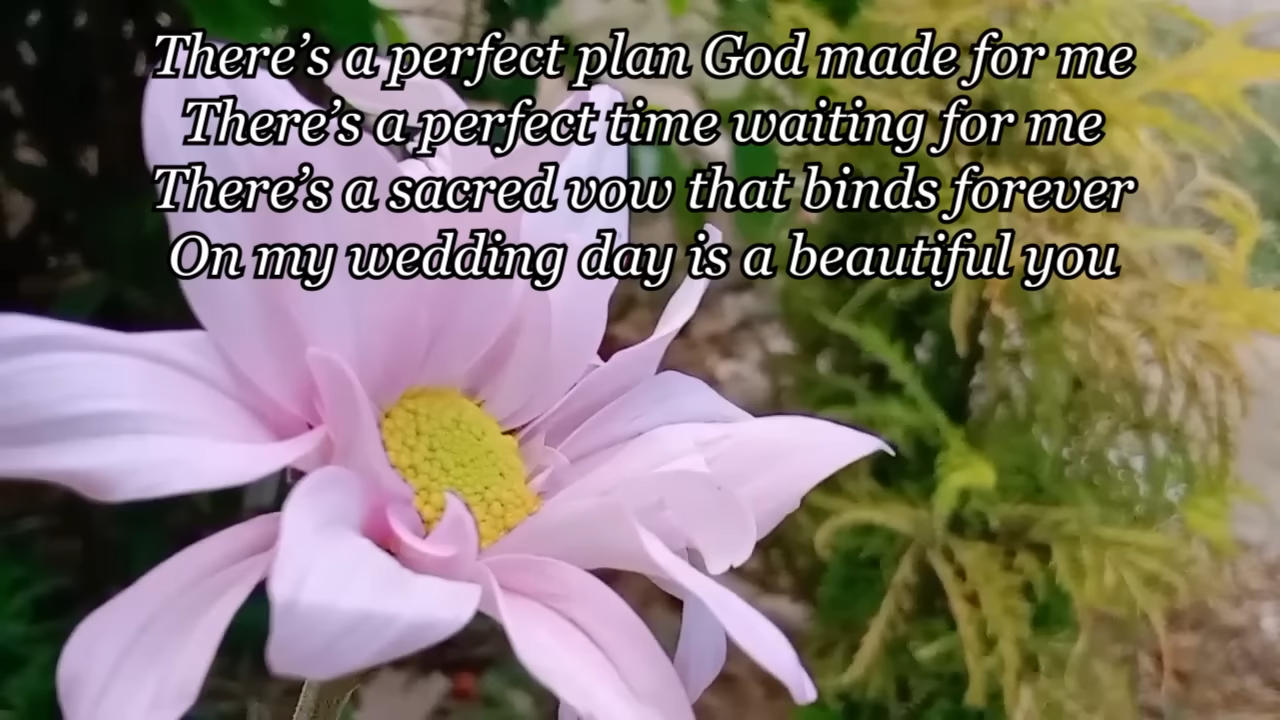 There’s a perfect plan God made for me
There’s a perfect time waiting for me
There’s a sacred vow that binds forever
On my wedding day is a beautiful you